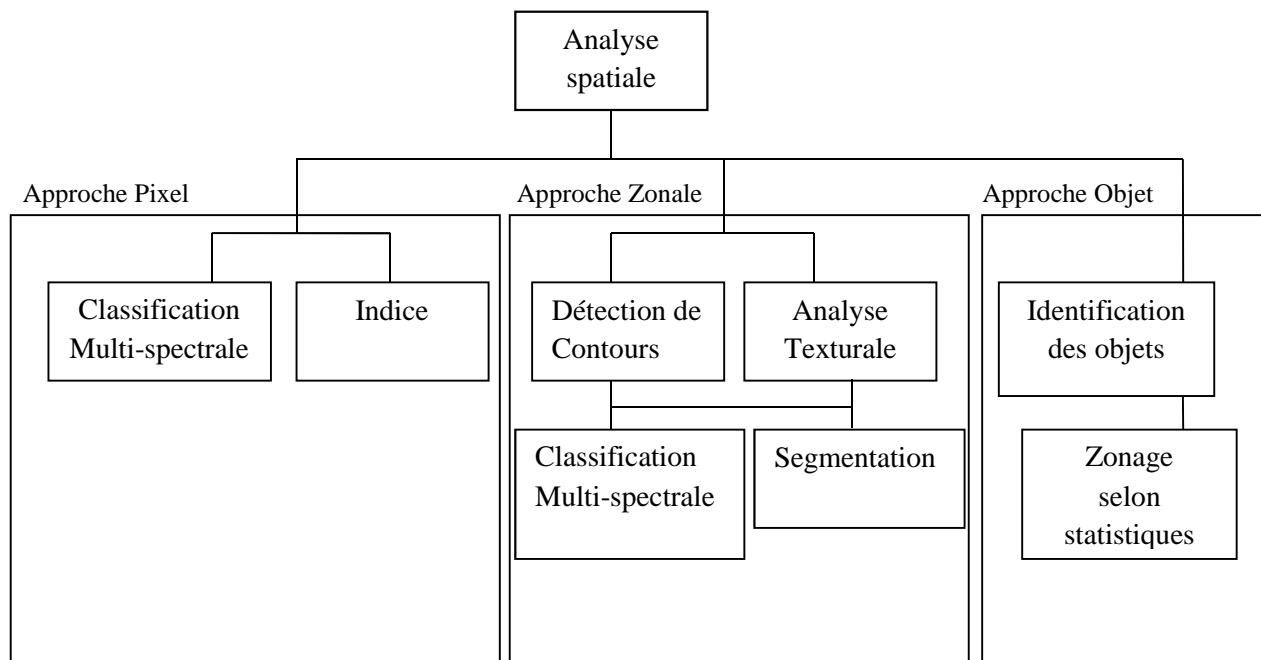 Analyse
spatiale
Approche Pixel
Approche Zonale
Approche Objet
Classification
Multi-spectrale
Indice
Détection de
Contours
Analyse
Texturale
Identification
des objets
Classification
Multi-spectrale
Segmentation
Zonage
selon
statistiques